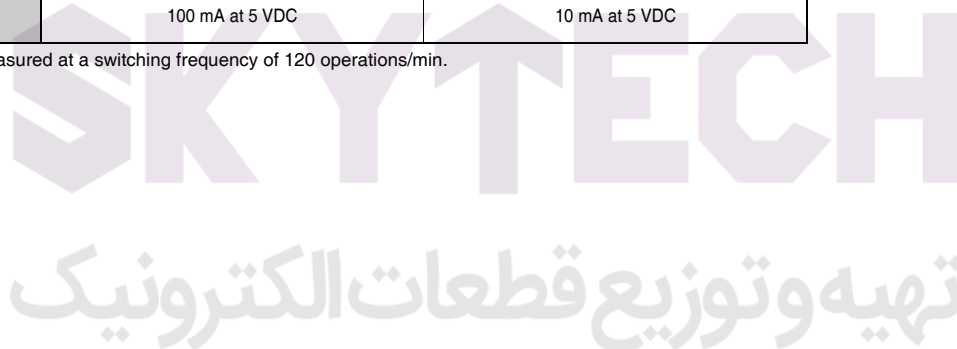 100 mA at 5 VDC 10 mA at 5 VDC
asured at a switching frequency of 120 operations/min.
SKYTECH
تهیه و توزیع قطعات الکترونیک